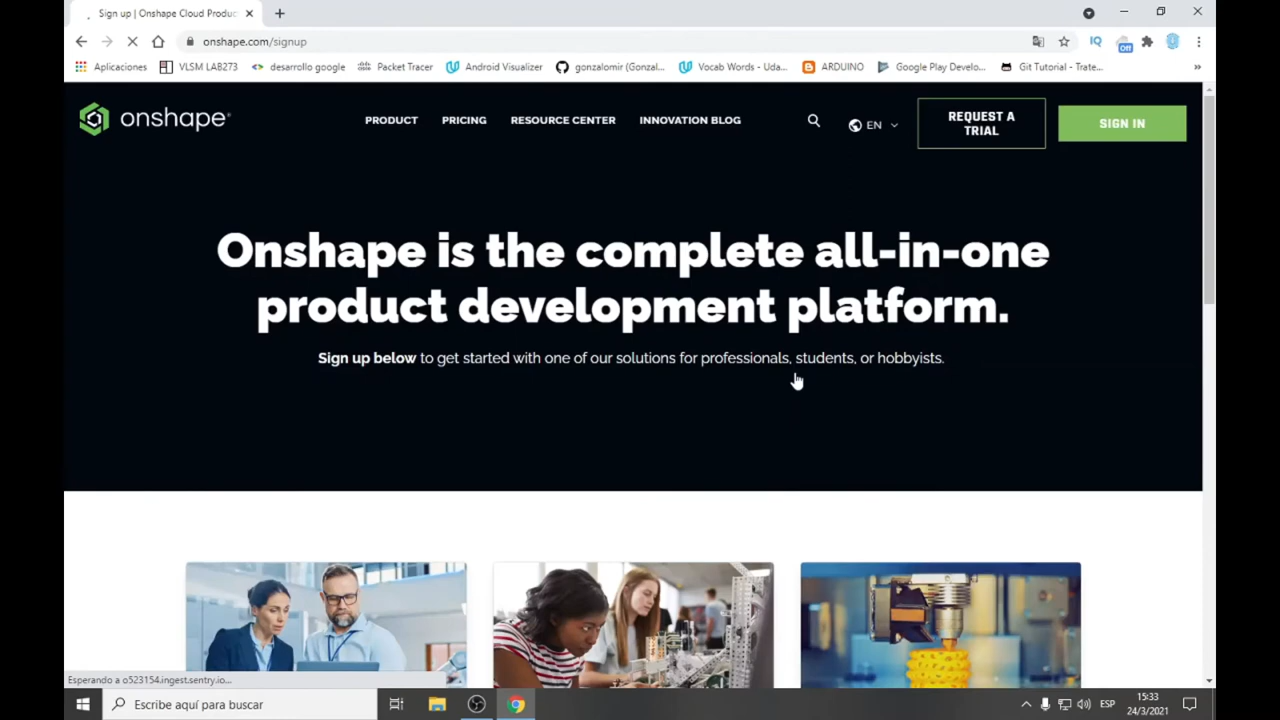 Sign up | Onshape Cloud Produc
onshape.com/signup
Off
Aplicaciones
VLSM LAB273
desarrollo google
Packet Tracer
Android Visualizer
gonzalomir (Gonzal...
Vocab Words - Uda...
ARDUINO
Google Play Develo...
Git Tutorial - Trate...
onshape
PRODUCT
PRICING
RESOURCE CENTER
INNOVATION BLOG
EN
REQUEST A
TRIAL
SIGN IN
Onshape is the complete all-in-one
product development platform.
Sign up below to get started with one of our solutions for professionals, students, or hobbyists.
Esperando a o523154.ingest.sentry.io...
Escribe aquí para buscar
ESP
15:33
24/3/2021